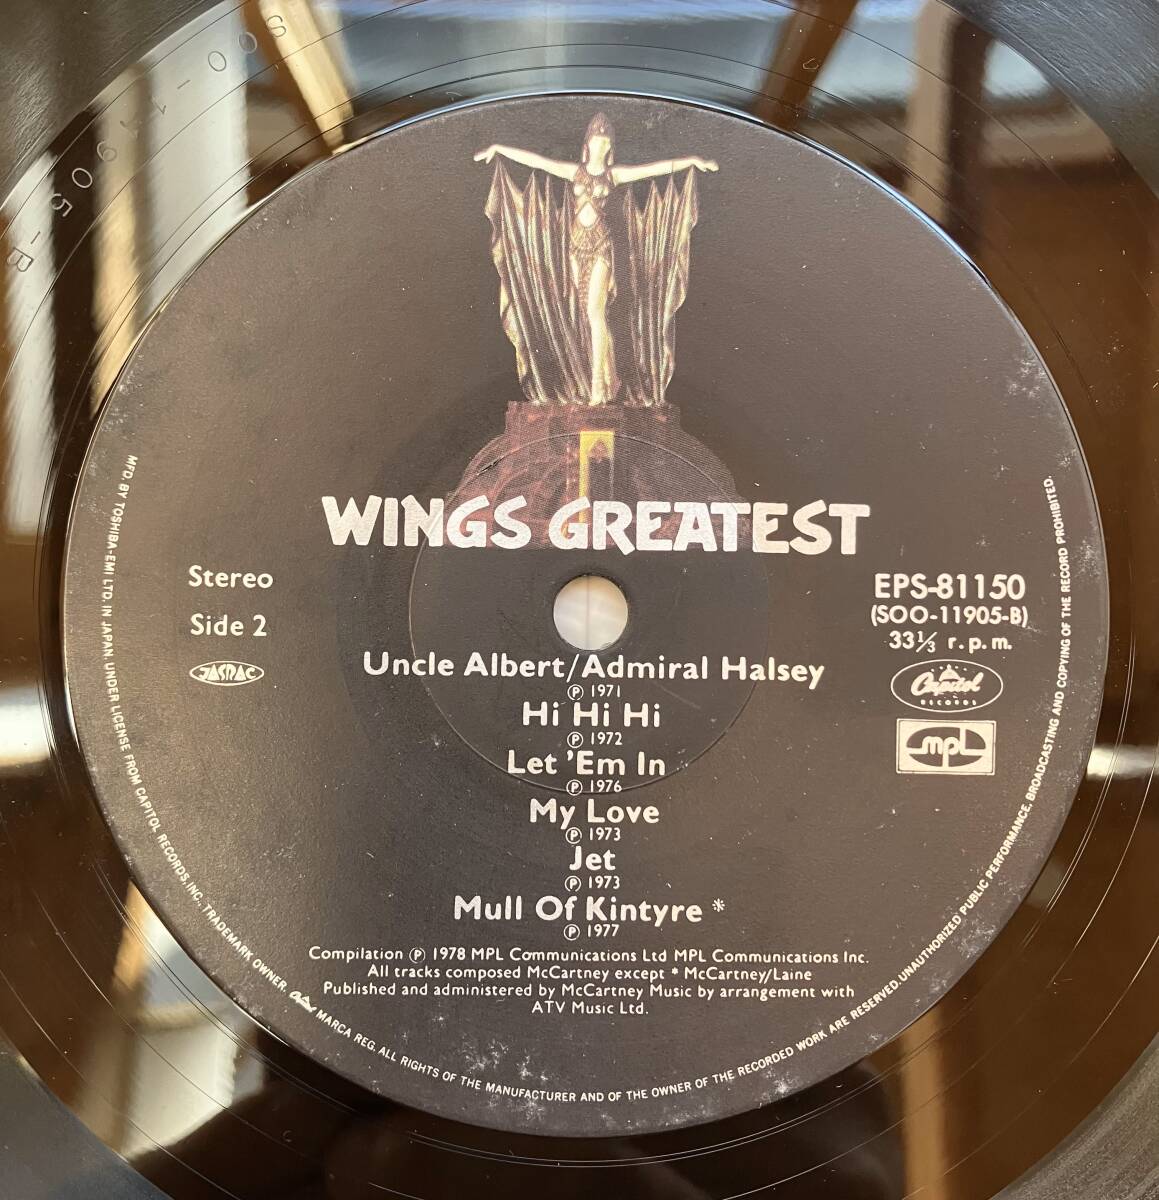 SOO-11905-B
WINGS GREATEST
Stereo
Side 2
JASRAC
EPS-81150
(SOO-11905-B)
33⅓ r.p.m.
Capitol
RECORDS
mpl
Uncle Albert/Admiral Halsey
℗ 1971
Hi Hi Hi
℗ 1972
Let 'Em In
℗ 1976
My Love
℗ 1973
Jet
℗ 1973
Mull Of Kintyre *
℗ 1977
Compilation ℗ 1978 MPL Communications Ltd MPL Communications Inc.
All tracks composed McCartney except * McCartney/Laine
Published and administered by McCartney Music by arrangement with
ATV Music Ltd.
MFD. BY TOSHIBA-EMI LTD. IN JAPAN. UNDER LICENSE FROM CAPITOL RECORDS, INC. TRADEMARK OWNER. MARCA REG. ALL RIGHTS OF THE MANUFACTURER AND OF THE OWNER OF THE RECORDED WORK ARE RESERVED. UNAUTHORIZED PUBLIC PERFORMANCE, BROADCASTING AND COPYING OF THE RECORD PROHIBITED.